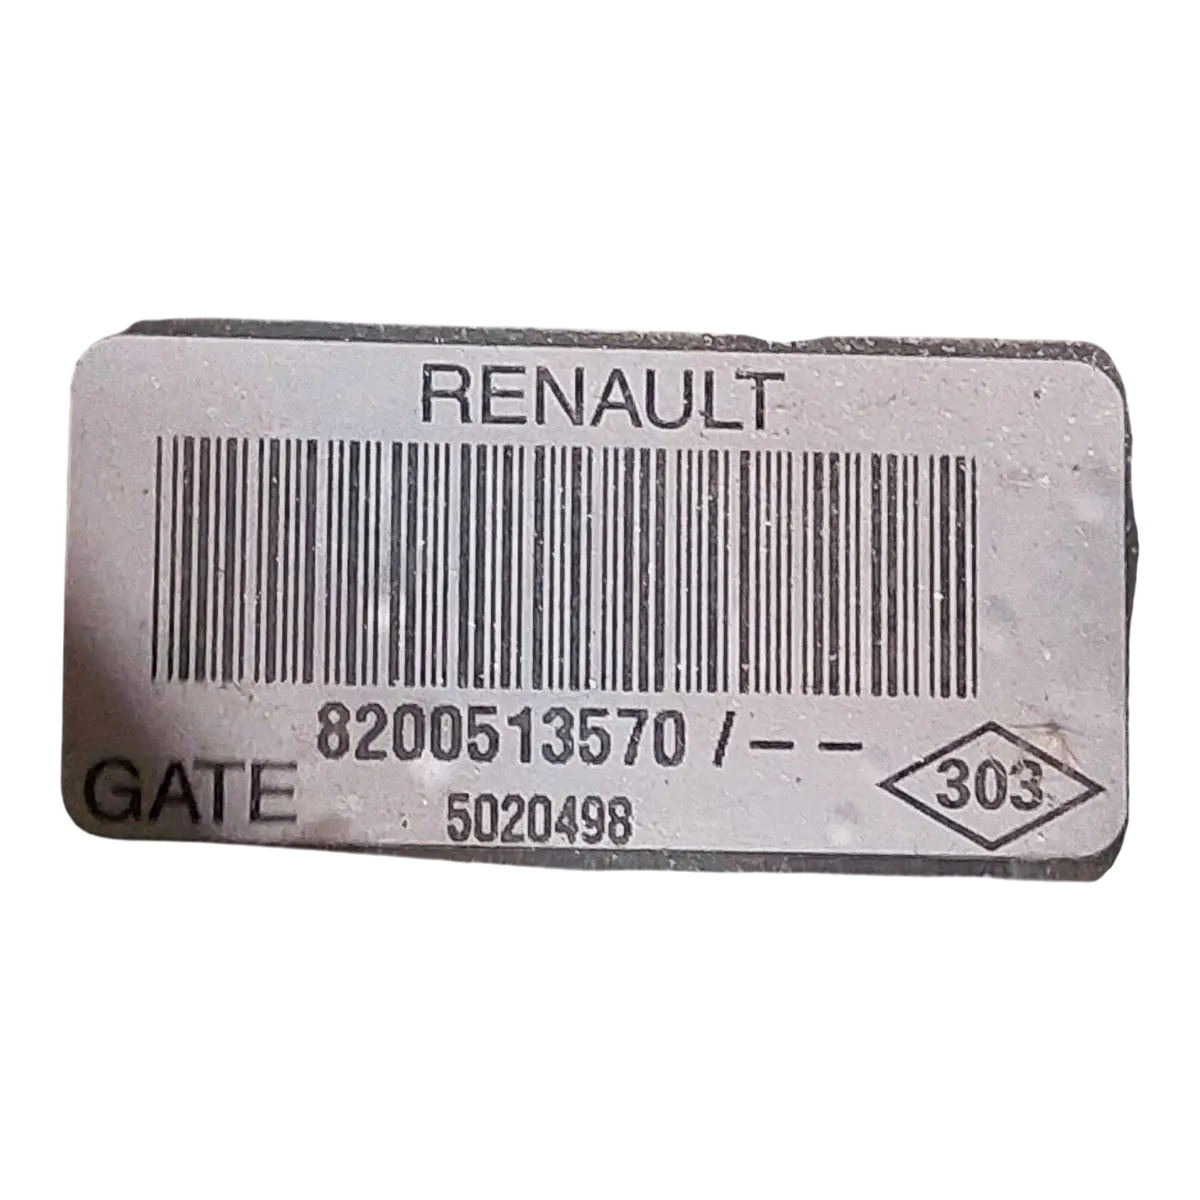 RENAULT
8200513570 / – –
GATE
5020498
303